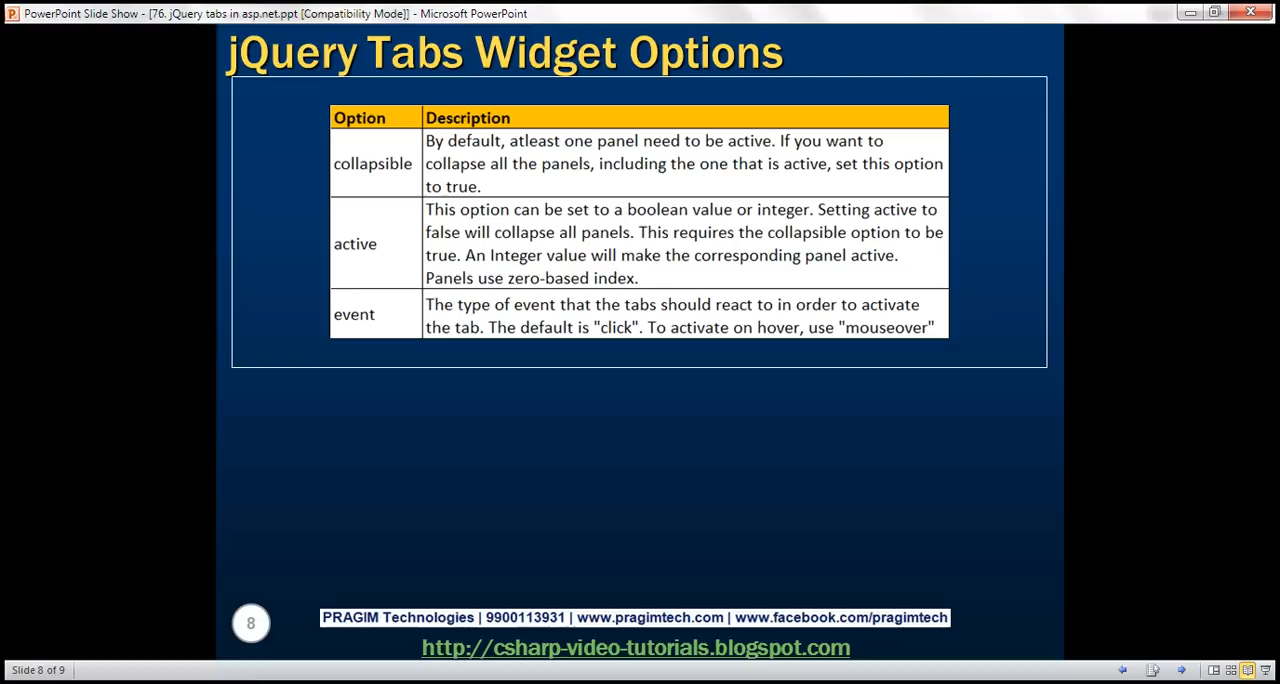 PowerPoint Slide Show - [76. jQuery tabs in asp.net.ppt [Compatibility Mode]] - Microsoft PowerPoint
jQuery Tabs Widget Options
Option Description
collapsible
By default, atleast one panel need to be active. If you want to
collapse all the panels, including the one that is active, set this option
to true.
active
This option can be set to a boolean value or integer. Setting active to
false will collapse all panels. This requires the collapsible option to be
true. An Integer value will make the corresponding panel active.
Panels use zero-based index.
event
The type of event that the tabs should react to in order to activate
the tab. The default is "click". To activate on hover, use "mouseover"
8
PRAGIM Technologies | 9900113931 | www.pragimtech.com | www.facebook.com/pragimtech
http://csharp-video-tutorials.blogspot.com
Slide 8 of 9